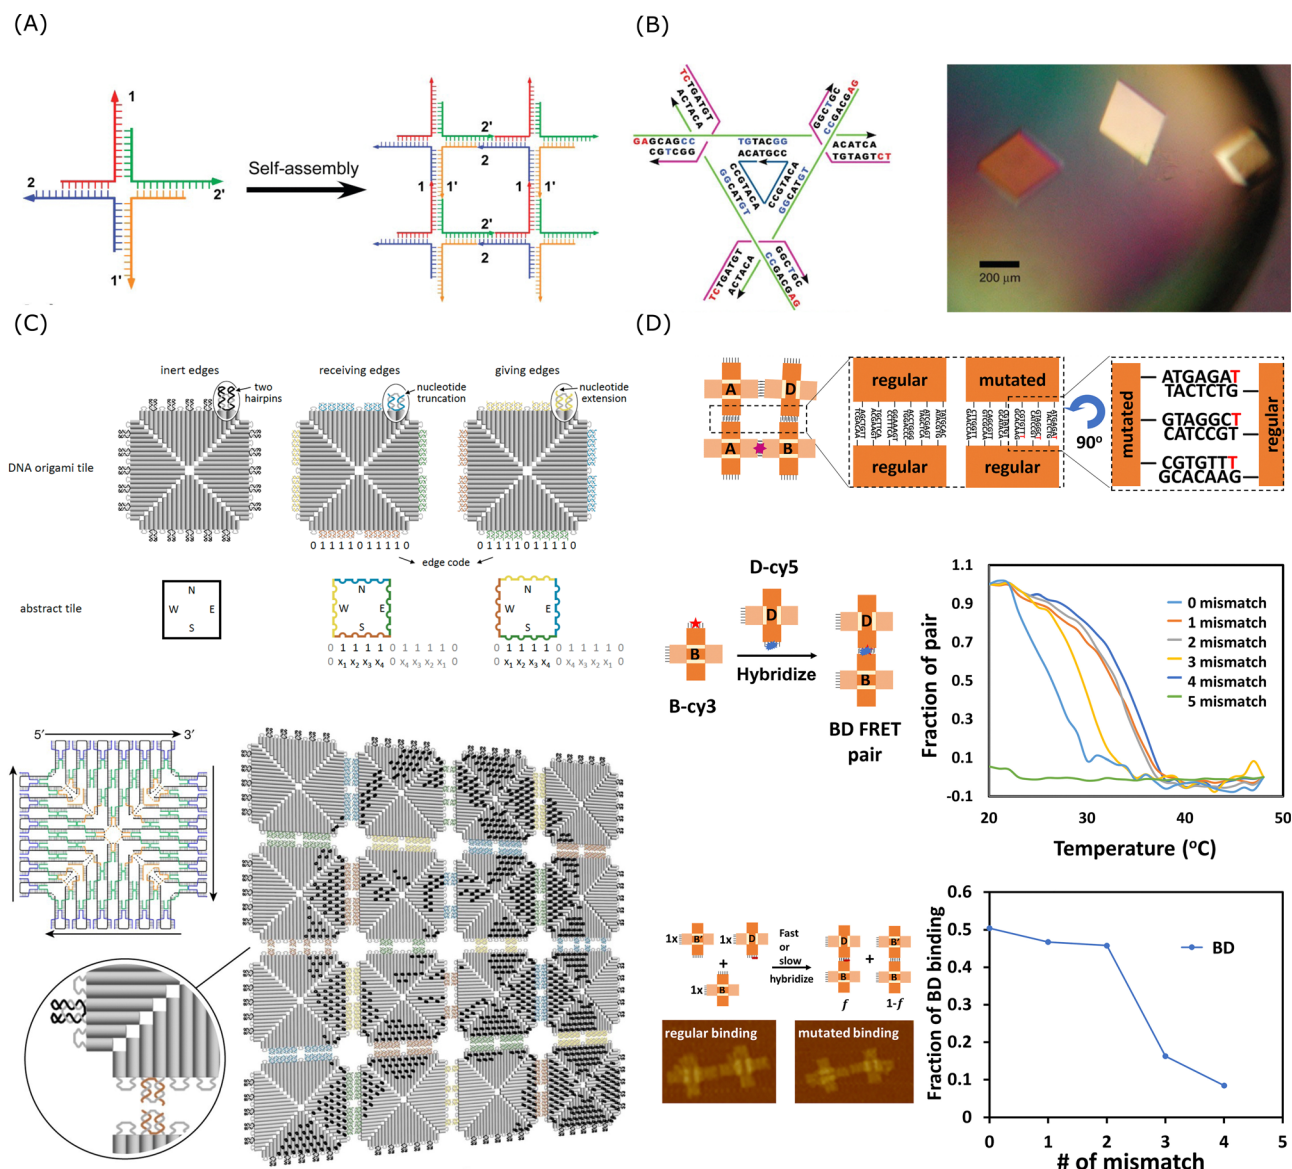 (A)
1
2
2'
1'
Self-assembly
2'
2
1
1'
1
1'
2'
2
(B)
TCTGATGT
ACTACA
GAGCAGCC
CGTCGG
TGTACGG
ACATGCC
GGCATGT
CCGTACA
CCGTACA
GGCATGT
GGCTGC
CCGACGAG
ACATCA
TGTAGTCT
TCTGATGT
ACTACA
GGCTGC
CCGACGAG
200 μm
(C)
inert edges
receiving edges
giving edges
two
hairpins
nucleotide
truncation
nucleotide
extension
DNA origami tile
0 1 1 1 1 0 1 1 1 1 0
0 1 1 1 1 0 1 1 1 1 0
edge code
abstract tile
N
W E
S
N
W E
S
N
W E
S
0 1 1 1 1 0 1 1 1 1 0
0 x1 x2 x3 x4 0 x4 x3 x2 x1 0
0 1 1 1 1 0 1 1 1 1 0
0 x1 x2 x3 x4 0 x4 x3 x2 x1 0
5′
3′
(D)
A
D
A
B
regular
mutated
regular
regular
90°
mutated
ATGAGAT
TACTCTG
GTAGGCT
CATCCGT
CGTGTTT
GCACAAG
regular
D-cy5
D
B
B-cy3
Hybridize
D
B
BD FRET
pair
Fraction of pair
1.1
0.9
0.7
0.5
0.3
0.1
-0.1
20 30 40 50
Temperature (°C)
0 mismatch
1 mismatch
2 mismatch
3 mismatch
4 mismatch
5 mismatch
1x
B'
1x
D
+
1x
B
Fast
or
slow
hybridize
D
B
f
+
B'
B
1-f
regular binding
mutated binding
Fraction of BD binding
0.6
0.5
0.4
0.3
0.2
0.1
0
0 1 2 3 4 5
# of mismatch
BD